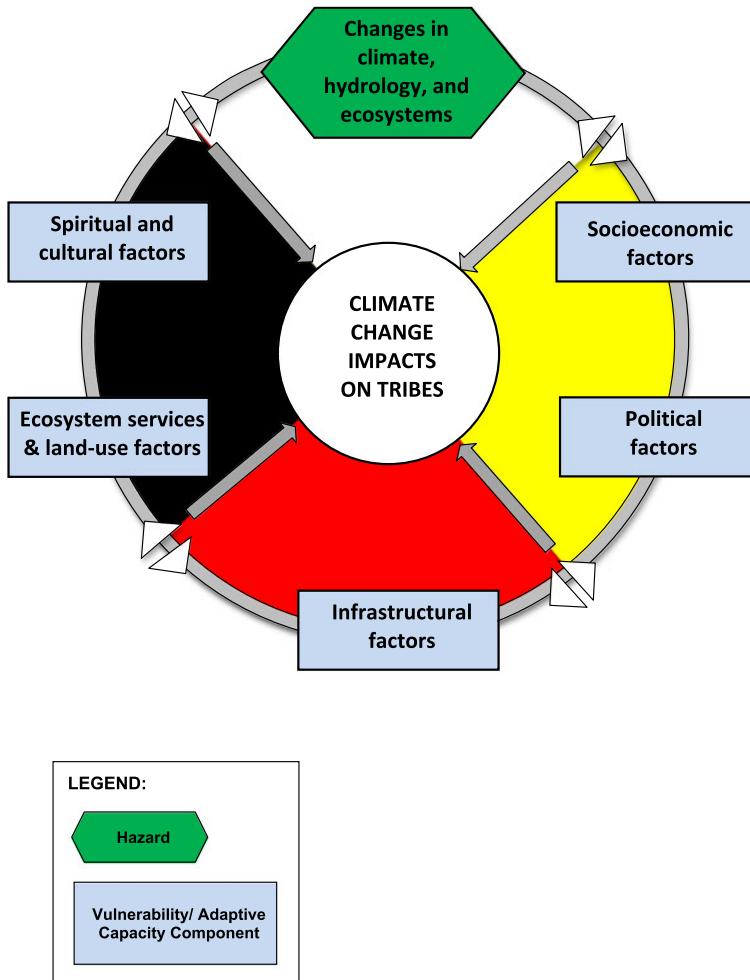 Changes in
climate,
hydrology, and
ecosystems
Spiritual and
cultural factors
Socioeconomic
factors
CLIMATE
CHANGE
IMPACTS
ON TRIBES
Ecosystem services
& land-use factors
Political
factors
Infrastructural
factors
LEGEND:
Hazard
Vulnerability/ Adaptive
Capacity Component